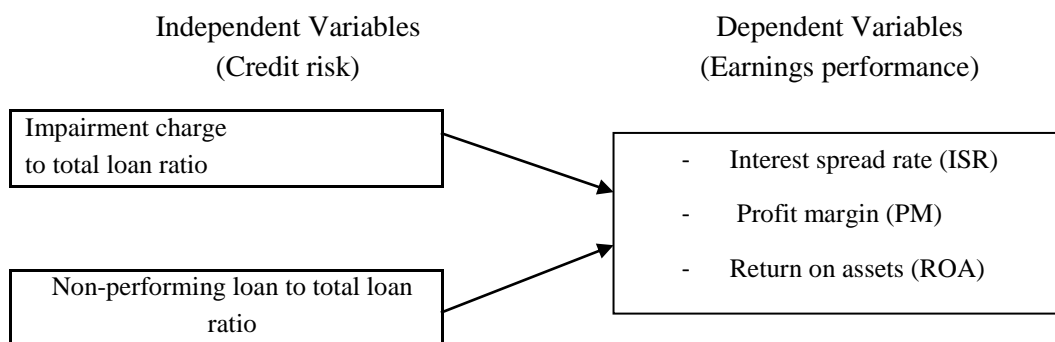 Independent Variables
(Credit risk)
Dependent Variables
(Earnings performance)
Impairment charge
to total loan ratio
Non-performing loan to total loan
ratio
- Interest spread rate (ISR)
- Profit margin (PM)
- Return on assets (ROA)